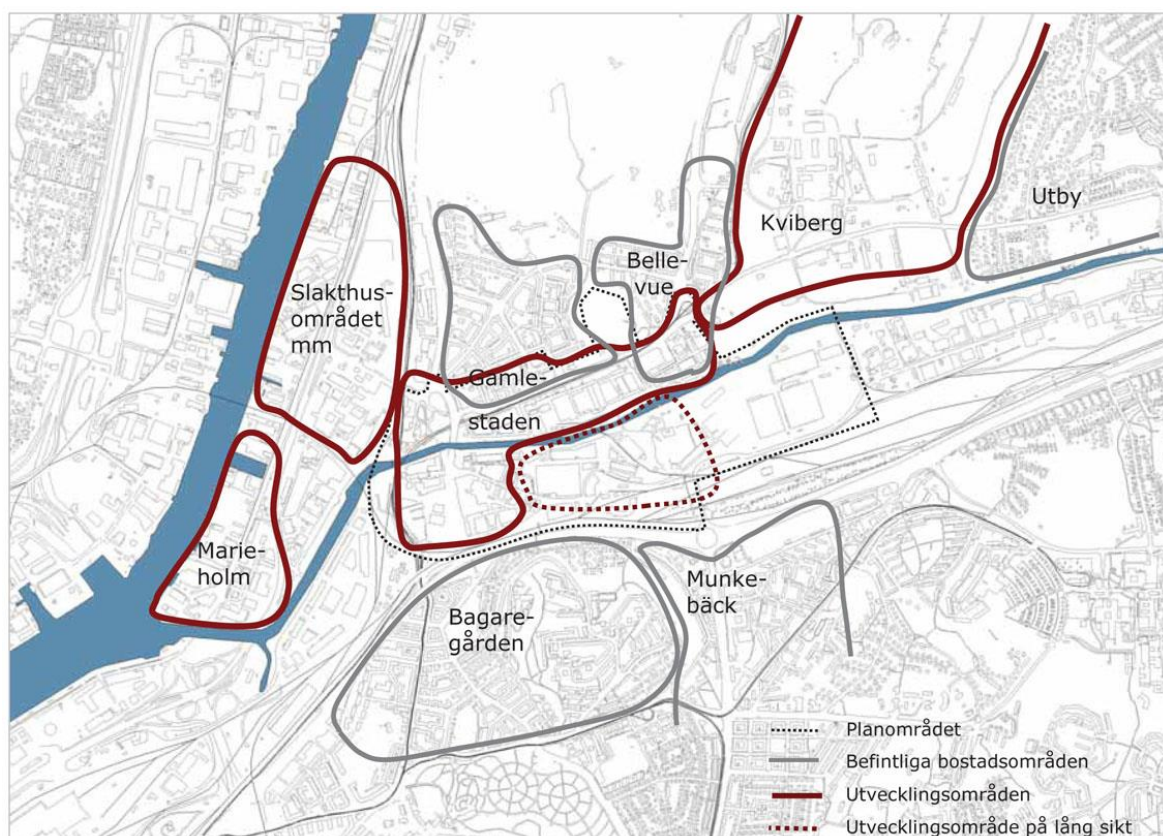 Utby
Kviberg
Belle-
vue
Slakthus-
området
mm
Gamle-
staden
Marie-
holm
Munke-
bäck
Bagare-
gården
Planområdet
Befintliga bostadsområden
Utvecklingsområden
Utvecklingsområde på lång sikt